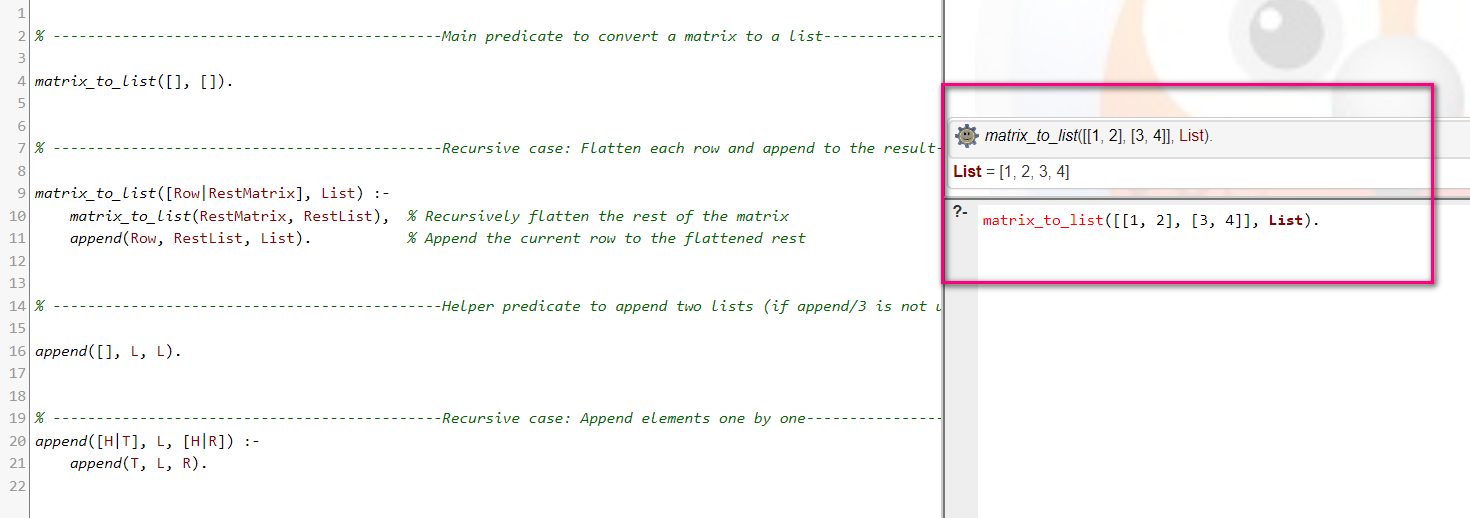 1
2 % --------------------------------------------Main predicate to convert a matrix to a list-------------
3
4 matrix_to_list([], []).
5
6
7 % --------------------------------------------Recursive case: Flatten each row and append to the result-
8
9 matrix_to_list([Row|RestMatrix], List) :-
10 matrix_to_list(RestMatrix, RestList), % Recursively flatten the rest of the matrix
11 append(Row, RestList, List). % Append the current row to the flattened rest
12
13
14 % --------------------------------------------Helper predicate to append two lists (if append/3 is not
15
16 append([], L, L).
17
18
19 % --------------------------------------------Recursive case: Append elements one by one---------------
20 append([H|T], L, [H|R]) :-
21 append(T, L, R).
22
matrix_to_list([[1, 2], [3, 4]], List).
List = [1, 2, 3, 4]
?- matrix_to_list([[1, 2], [3, 4]], List).